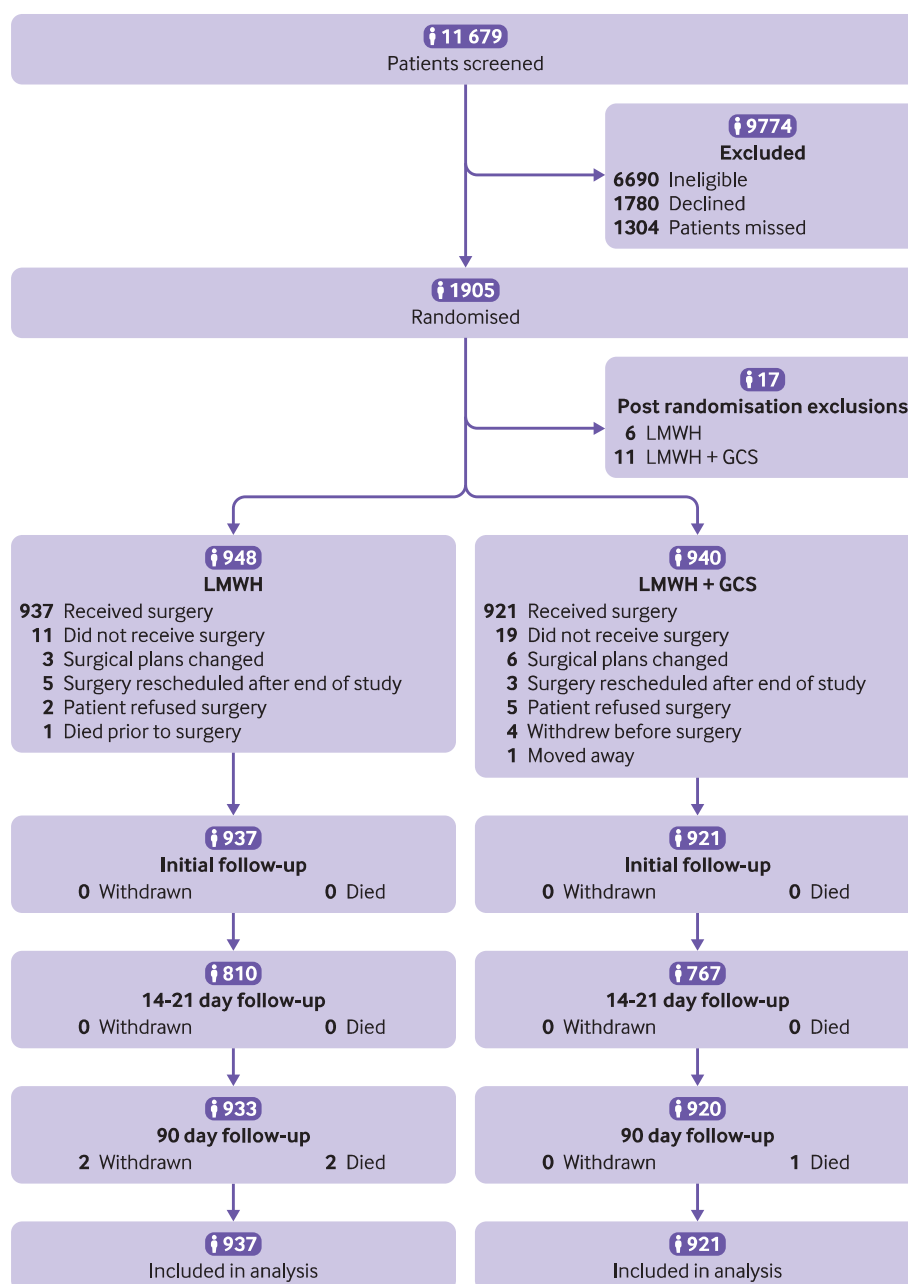 11 679
Patients screened
9774
Excluded
6690 Ineligible
1780 Declined
1304 Patients missed
1905
Randomised
17
Post randomisation exclusions
6 LMWH
11 LMWH + GCS
948
LMWH
937 Received surgery
11 Did not receive surgery
3 Surgical plans changed
5 Surgery rescheduled after end of study
2 Patient refused surgery
1 Died prior to surgery
940
LMWH + GCS
921 Received surgery
19 Did not receive surgery
6 Surgical plans changed
3 Surgery rescheduled after end of study
5 Patient refused surgery
4 Withdrew before surgery
1 Moved away
937
Initial follow-up
0 Withdrawn 0 Died
921
Initial follow-up
0 Withdrawn 0 Died
810
14-21 day follow-up
0 Withdrawn 0 Died
767
14-21 day follow-up
0 Withdrawn 0 Died
933
90 day follow-up
2 Withdrawn 2 Died
920
90 day follow-up
0 Withdrawn 1 Died
937
Included in analysis
921
Included in analysis